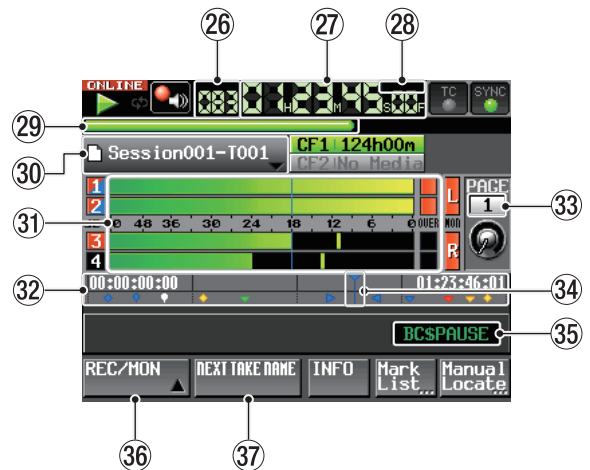 26 27 28
ONLINE
083 01H23M45S00F TC SYNC
29
30 Session001-T001 CF1 124h00m
CF2 No Media
31 1 L PAGE 33
2 1
0 48 36 30 24 18 12 6 0 OVER MON
3 R
4
32 00:00:00:00 01:23:46:01 34
BC$PAUSE 35
REC/MON NEXT TAKE NAME INFO Mark List... Manual Locate...
36 37